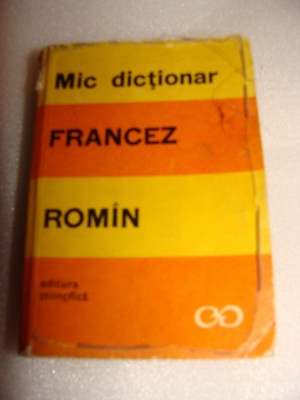 Mic dicţionar
FRANCEZ
ROMÎN
editura
ştiinţifică